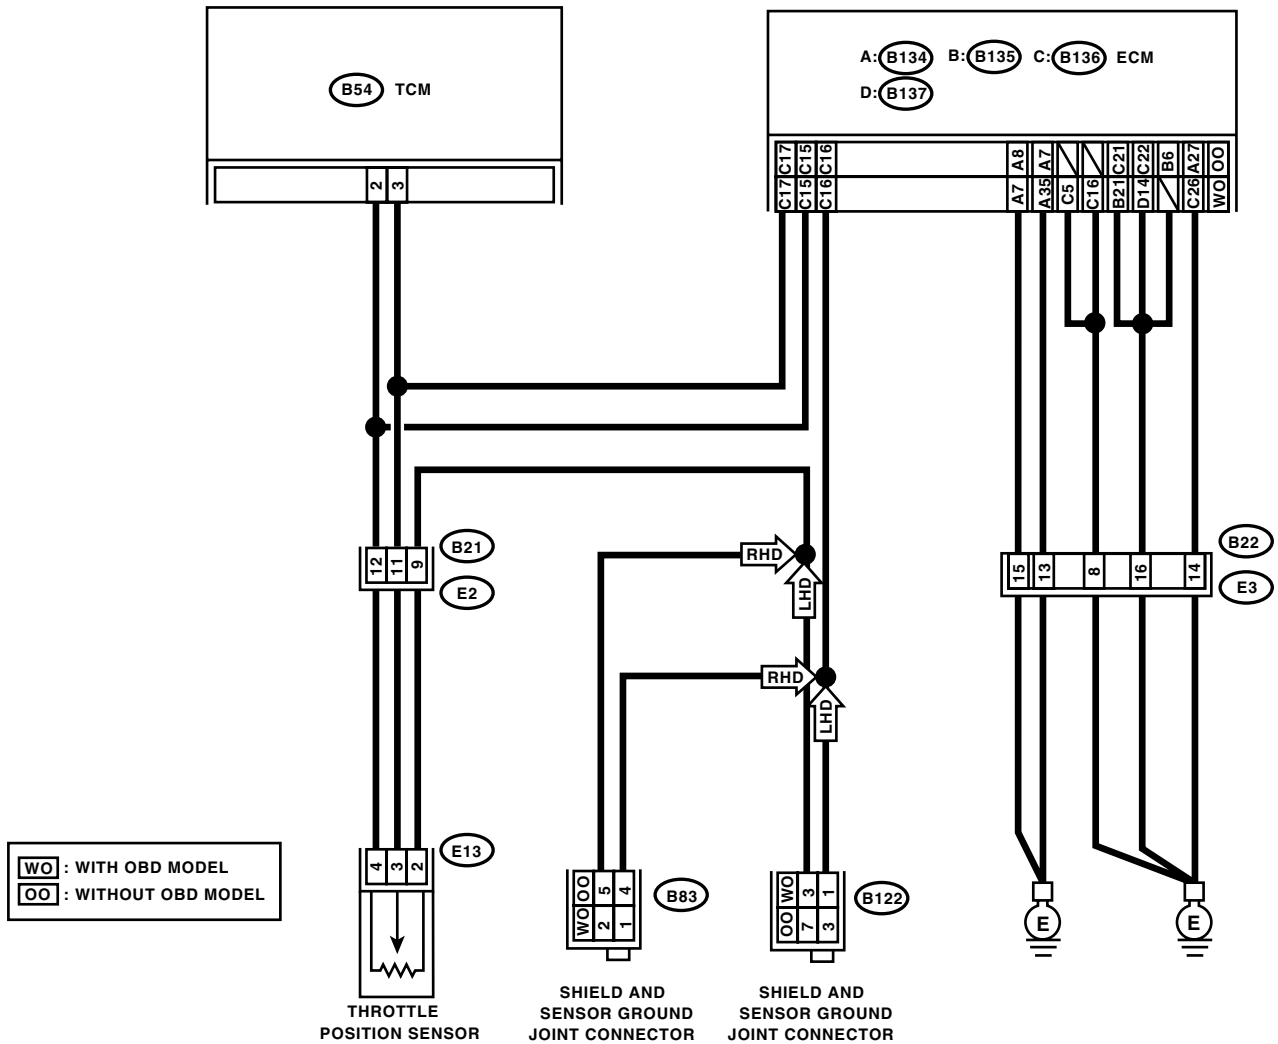 B54 TCM
A: B134 B: B135 C: B136 ECM
D: B137
2 3
C17 C15 C16 A8 A7 C21 C22 B6 A27 OO
C17 C15 C16 A7 A35 C5 C16 B21 D14 C26 WO
B21
12 11 9
E2
RHD
LHD
RHD
LHD
B22
15 13 8 16 14
E3
E13
4 3 2
WO : WITH OBD MODEL
OO : WITHOUT OBD MODEL
OO 5 4
WO 2 1
B83
WO 3 1
OO 7 3
B122
E
E
THROTTLE
POSITION SENSOR
SHIELD AND
SENSOR GROUND
JOINT CONNECTOR
SHIELD AND
SENSOR GROUND
JOINT CONNECTOR